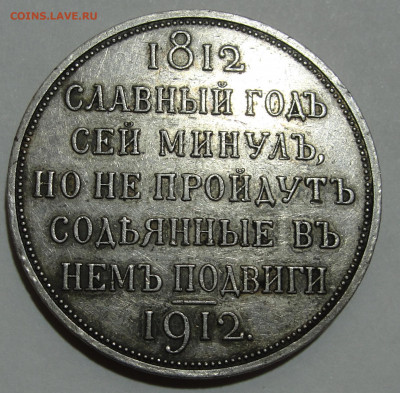 COINS.LAVE.RU
1812
СЛАВНЫЙ ГОДЪ
СЕЙ МИНУЛЪ,
НО НЕ ПРОЙДУТЪ
СОДѢЯННЫЕ ВЪ
НЕМЪ ПОДВИГИ
1912.